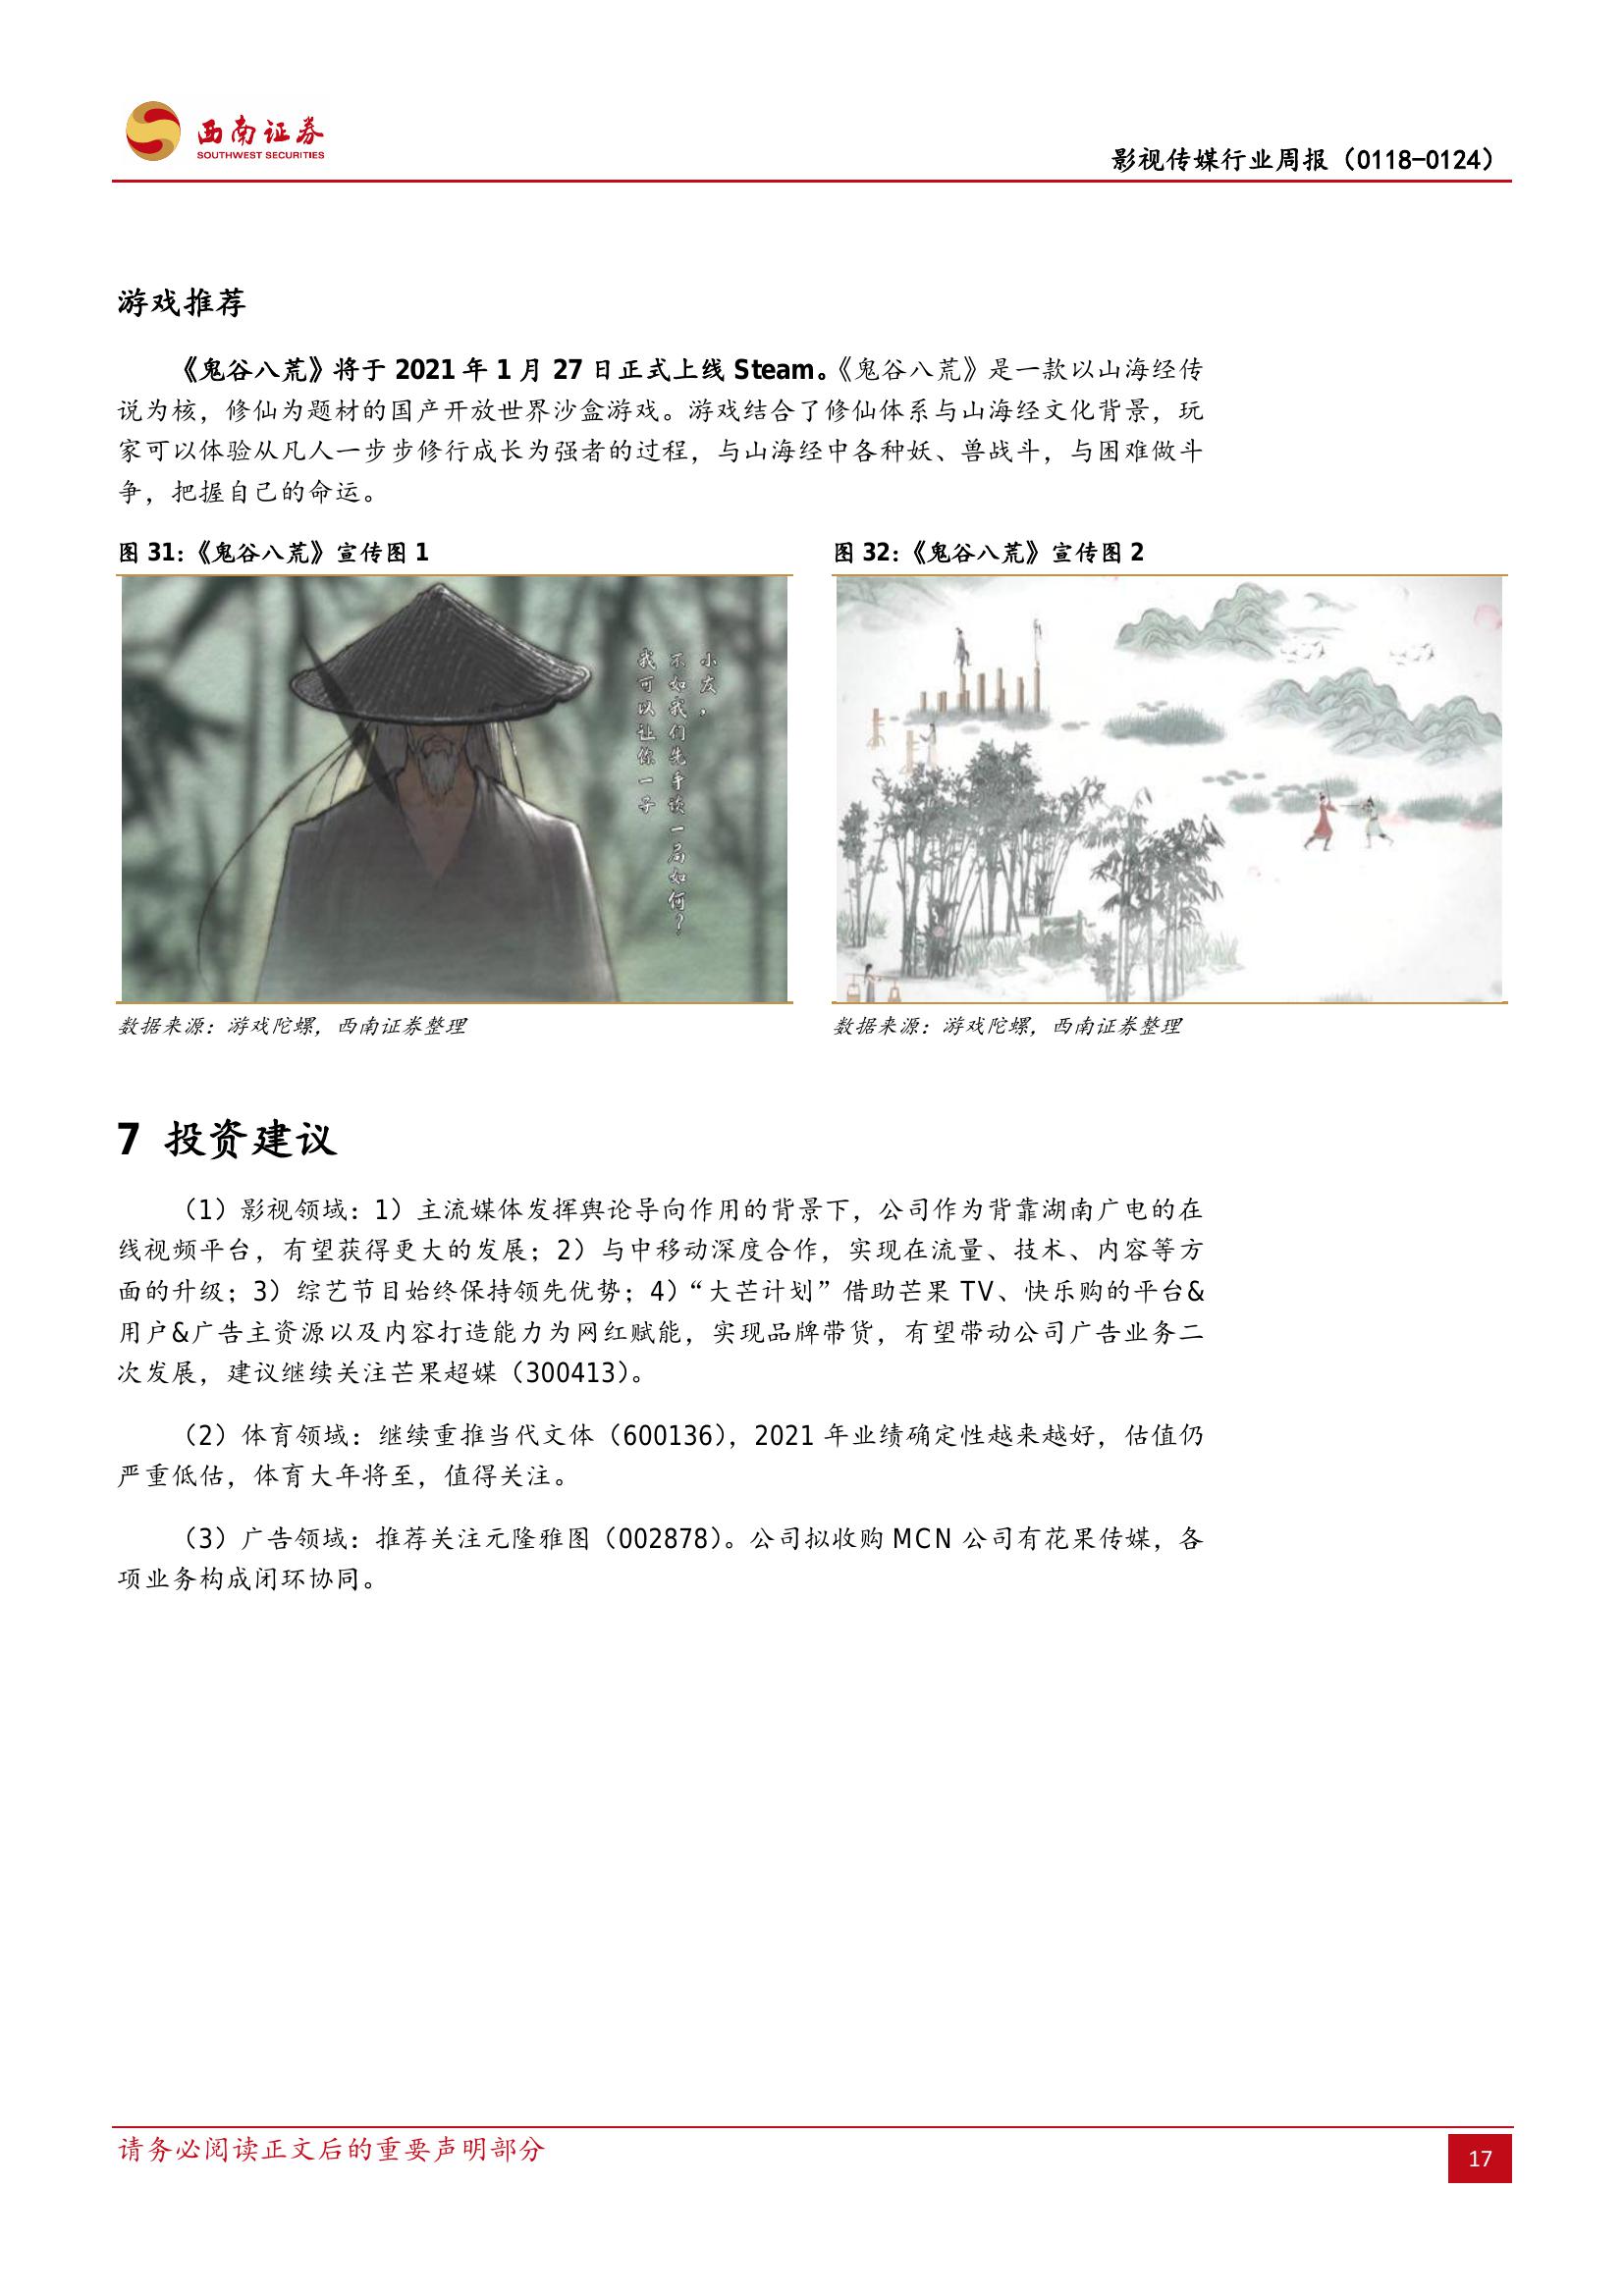 西南证券
SOUTHWEST SECURITIES
影视传媒行业周报（0118-0124）
游戏推荐
《鬼谷八荒》将于 2021 年 1 月 27 日正式上线 Steam。《鬼谷八荒》是一款以山海经传
说为核，修仙为题材的国产开放世界沙盒游戏。游戏结合了修仙体系与山海经文化背景，玩
家可以体验从凡人一步步修行成长为强者的过程，与山海经中各种妖、兽战斗，与困难做斗
争，把握自己的命运。
图 31：《鬼谷八荒》宣传图 1
小友，
不如我们先手谈一局如何？
我可以让你一子
数据来源：游戏陀螺，西南证券整理
图 32：《鬼谷八荒》宣传图 2
数据来源：游戏陀螺，西南证券整理
7 投资建议
（1）影视领域：1）主流媒体发挥舆论导向作用的背景下，公司作为背靠湖南广电的在
线视频平台，有望获得更大的发展；2）与中移动深度合作，实现在流量、技术、内容等方
面的升级；3）综艺节目始终保持领先优势；4）“大芒计划”借助芒果 TV、快乐购的平台&
用户&广告主资源以及内容打造能力为网红赋能，实现品牌带货，有望带动公司广告业务二
次发展，建议继续关注芒果超媒（300413）。
（2）体育领域：继续重推当代文体（600136），2021 年业绩确定性越来越好，估值仍
严重低估，体育大年将至，值得关注。
（3）广告领域：推荐关注元隆雅图（002878）。公司拟收购 MCN 公司有花果传媒，各
项业务构成闭环协同。
请务必阅读正文后的重要声明部分
17